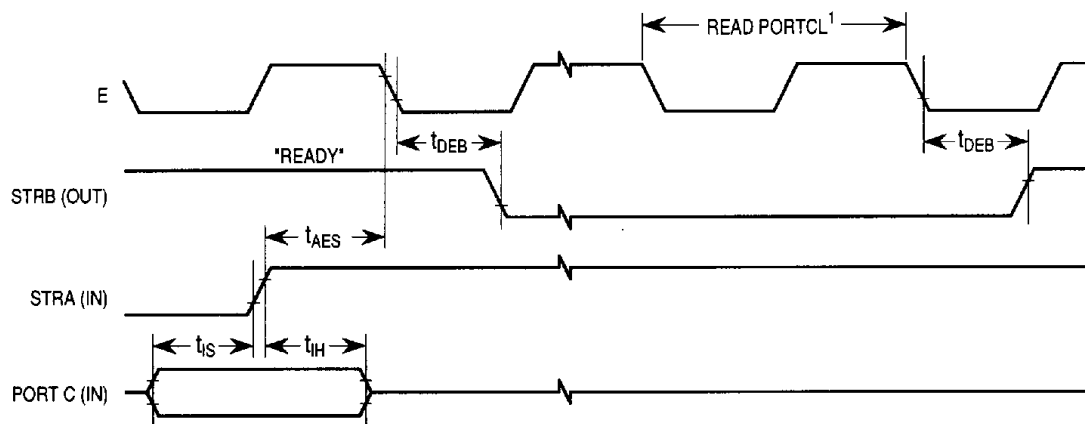 READ PORTCL1
E
tDEB
tDEB
"READY"
STRB (OUT)
tAES
STRA (IN)
tIS
tIH
PORT C (IN)